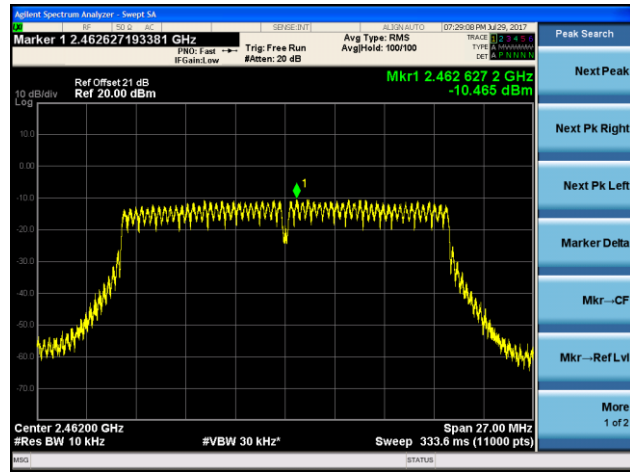 Agilent Spectrum Analyzer - Swept SA
RF 50 Ω AC SENSE:INT ALIGN AUTO 07:29:08 PM Jul 29, 2017
Marker 1 2.462627193381 GHz
Avg Type: RMS
TRACE 1 2 3 4 5 6
PNO: Fast
Trig: Free Run
Avg|Hold: 100/100
TYPE
IFGain:Low
#Atten: 20 dB
DET A P N N N N
Peak Search
Ref Offset 21 dB
Mkr1 2.462 627 2 GHz
10 dB/div
Ref 20.00 dBm
-10.465 dBm
Log
Next Peak
10.0
Next Pk Right
0.00
1
Next Pk Left
-10.0
-20.0
Marker Delta
-30.0
Mkr→CF
-40.0
-50.0
-60.0
Mkr→Ref Lvl
-70.0
More
1 of 2
Center 2.46200 GHz
Span 27.00 MHz
#Res BW 10 kHz
#VBW 30 kHz*
Sweep 333.6 ms (11000 pts)
MSG
STATUS